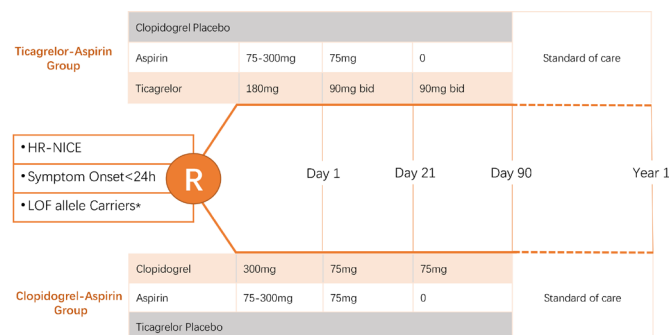 Clopidogrel Placebo
Ticagrelor-Aspirin
Group
Aspirin 75-300mg 75mg 0 Standard of care
Ticagrelor 180mg 90mg bid 90mg bid
•HR-NICE
•Symptom Onset<24h
•LOF allele Carriers*
R
Day 1 Day 21 Day 90 Year 1
Clopidogrel 300mg 75mg 75mg
Clopidogrel-Aspirin
Group
Aspirin 75-300mg 75mg 0 Standard of care
Ticagrelor Placebo